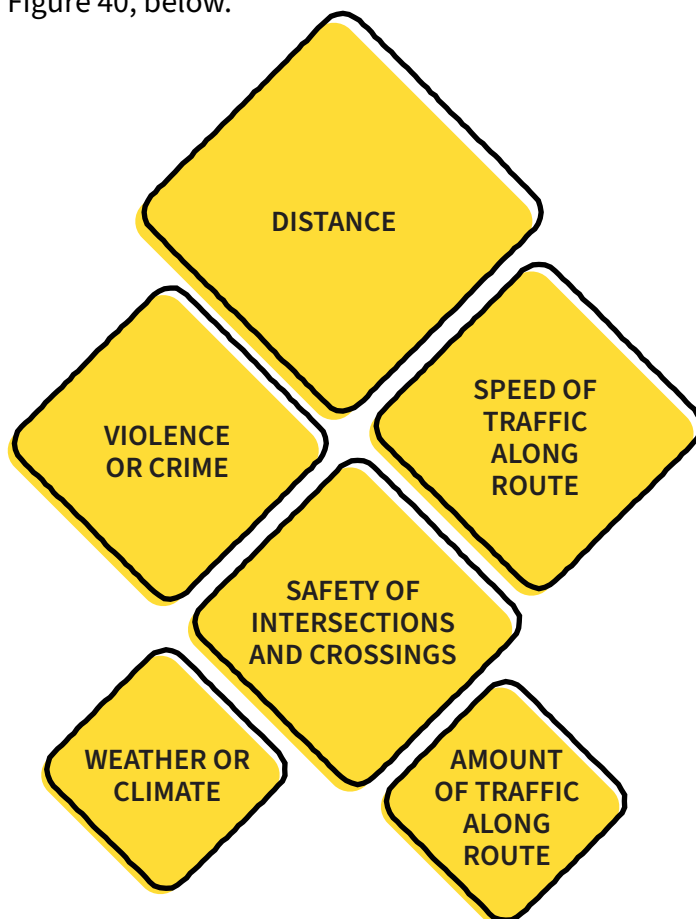 Figure 40, below.
DISTANCE
VIOLENCE
OR CRIME
SPEED OF
TRAFFIC
ALONG
ROUTE
SAFETY OF
INTERSECTIONS
AND CROSSINGS
WEATHER OR
CLIMATE
AMOUNT
OF TRAFFIC
ALONG
ROUTE